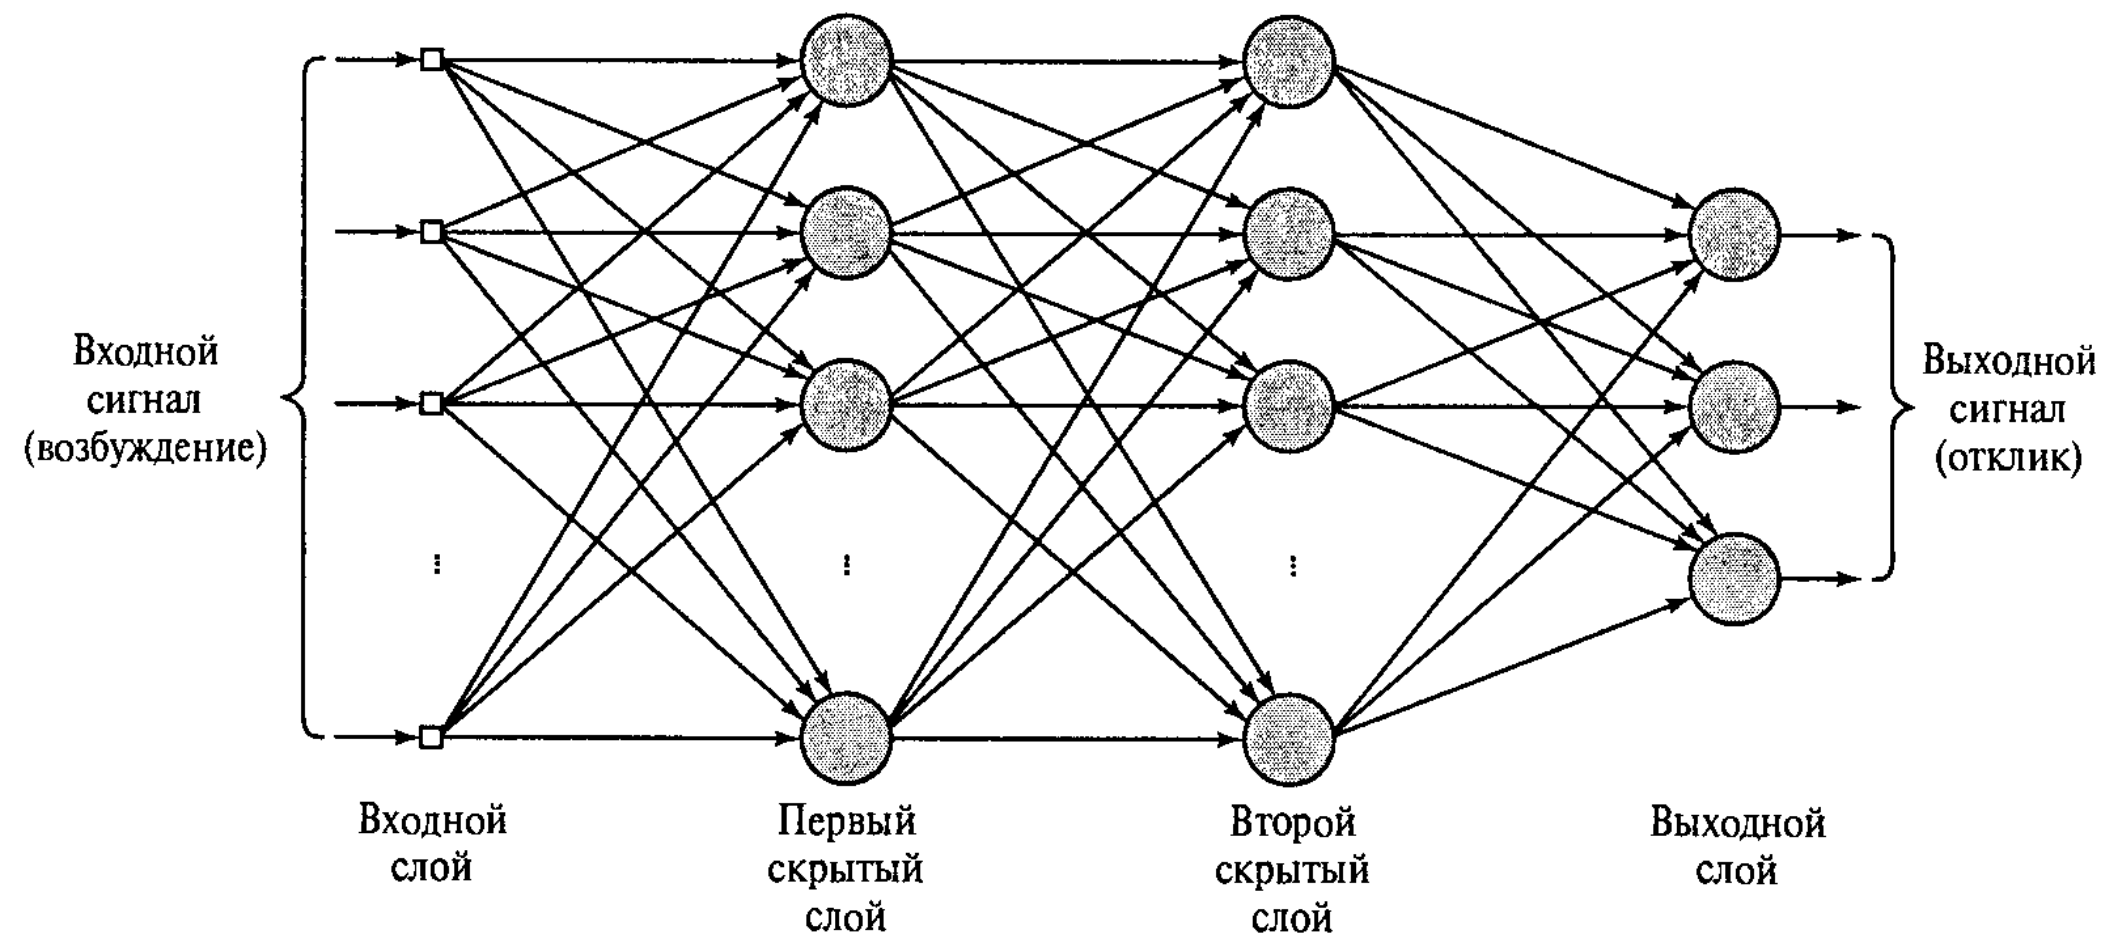 Входной
сигнал
(возбуждение)
Выходной
сигнал
(отклик)
Входной
слой
Первый
скрытый
слой
Второй
скрытый
слой
Выходной
слой